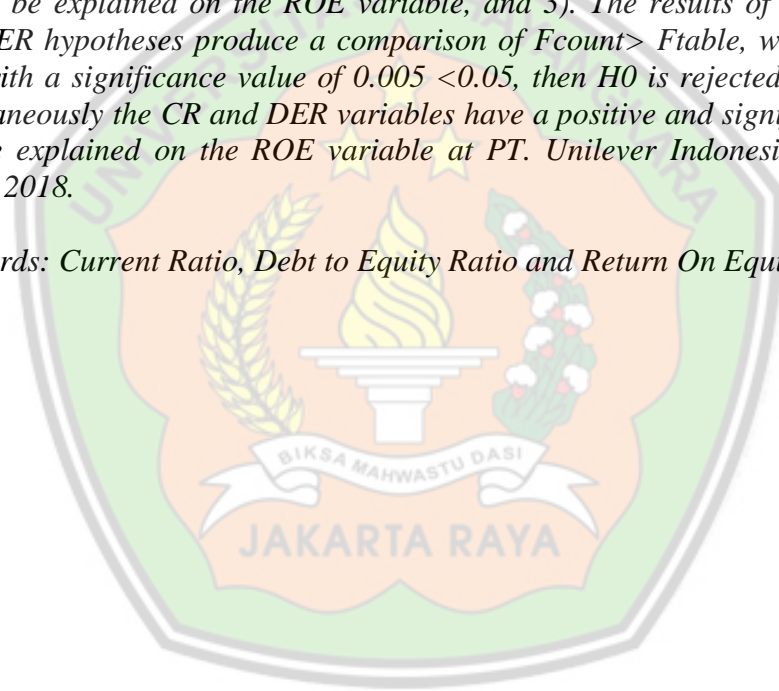 be explained on the ROE variable, and 3). The results of
ER hypotheses produce a comparison of Fcount> Ftable, w
ith a significance value of 0.005 <0.05, then H0 is rejected
aneously the CR and DER variables have a positive and signi
e explained on the ROE variable at PT. Unilever Indonesi
2018.
rds: Current Ratio, Debt to Equity Ratio and Return On Equi
BIKSA MAHWASTU DASI
JAKARTA RAYA